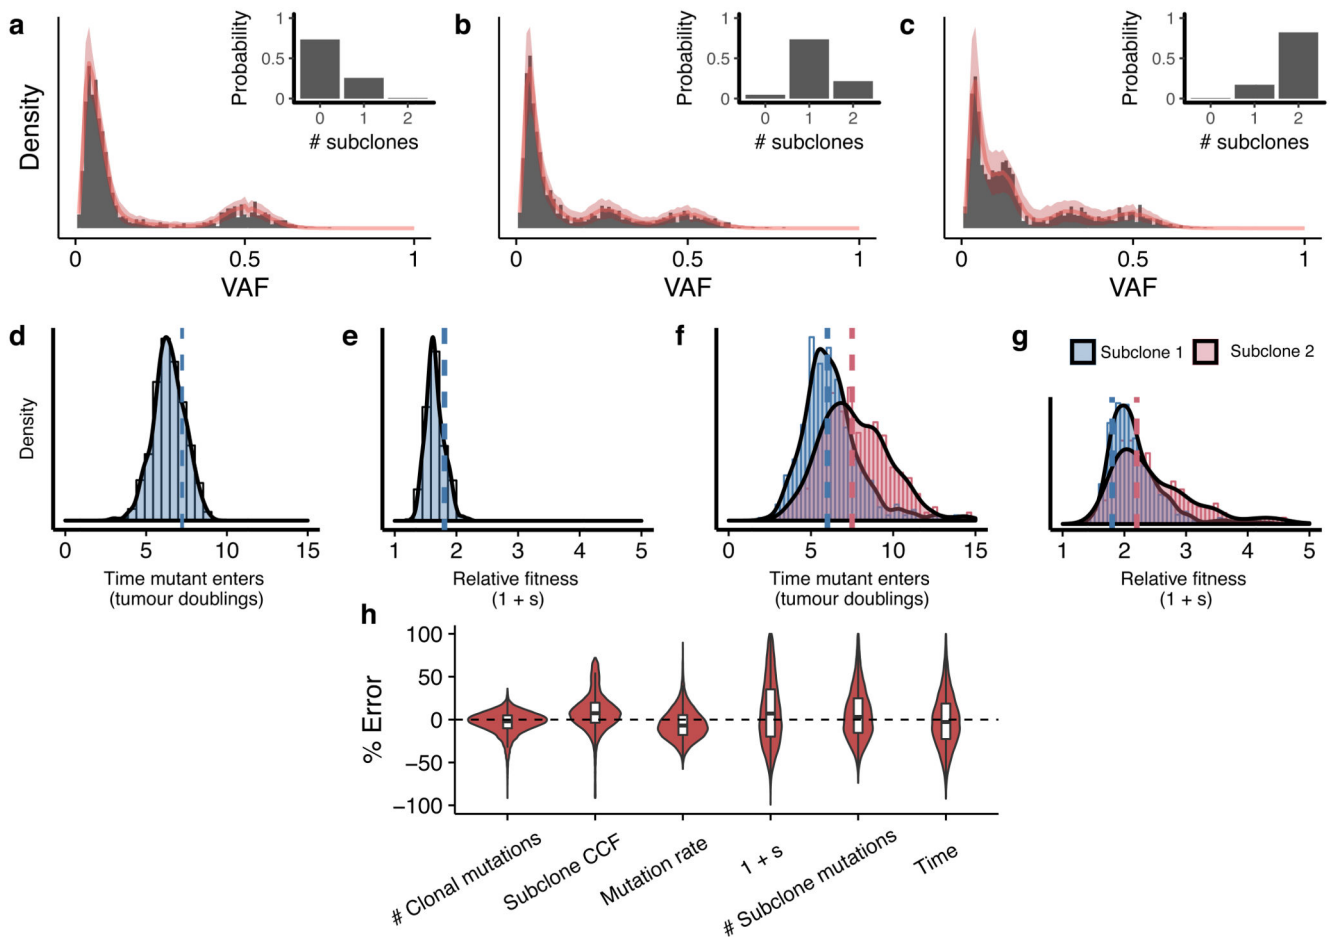 a
Density
0
0.5
1
VAF
Probability
1
0.5
0
0
1
2
# subclones
b
0
0.5
1
VAF
Probability
1
0.5
0
0
1
2
# subclones
c
0
0.5
1
VAF
Probability
1
0.5
0
0
1
2
# subclones
d
Density
0
5
10
15
Time mutant enters
(tumour doublings)
e
1
2
3
4
5
Relative fitness
(1 + s)
f
0
5
10
15
Time mutant enters
(tumour doublings)
g
Subclone 1
Subclone 2
1
2
3
4
5
Relative fitness
(1 + s)
h
% Error
100
50
0
−50
−100
# Clonal mutations
Subclone CCF
Mutation rate
1 + s
# Subclone mutations
Time